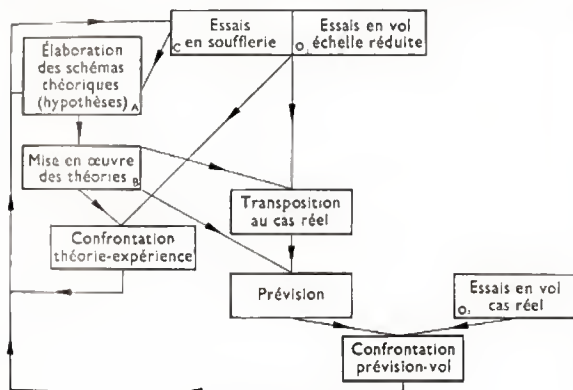 Essais
en soufflerie
C
Essais en vol
échelle réduite
O
Élaboration
des schémas
théoriques
(hypothèses) A
Mise en œuvre
des théories B
Transposition
au cas réel
Confrontation
théorie-expérience
Prévision
Essais en vol
cas réel
O₂
Confrontation
prévision-vol